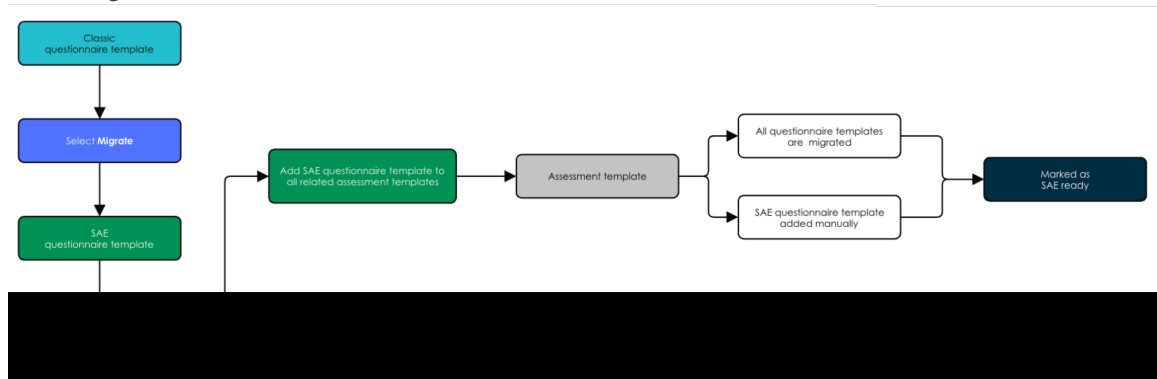 Classic
questionnaire template
Select Migrate
SAE
questionnaire template
Add SAE questionnaire template to
all related assessment templates
Assessment template
All questionnaire templates
are migrated
SAE questionnaire template
added manually
Marked as
SAE ready